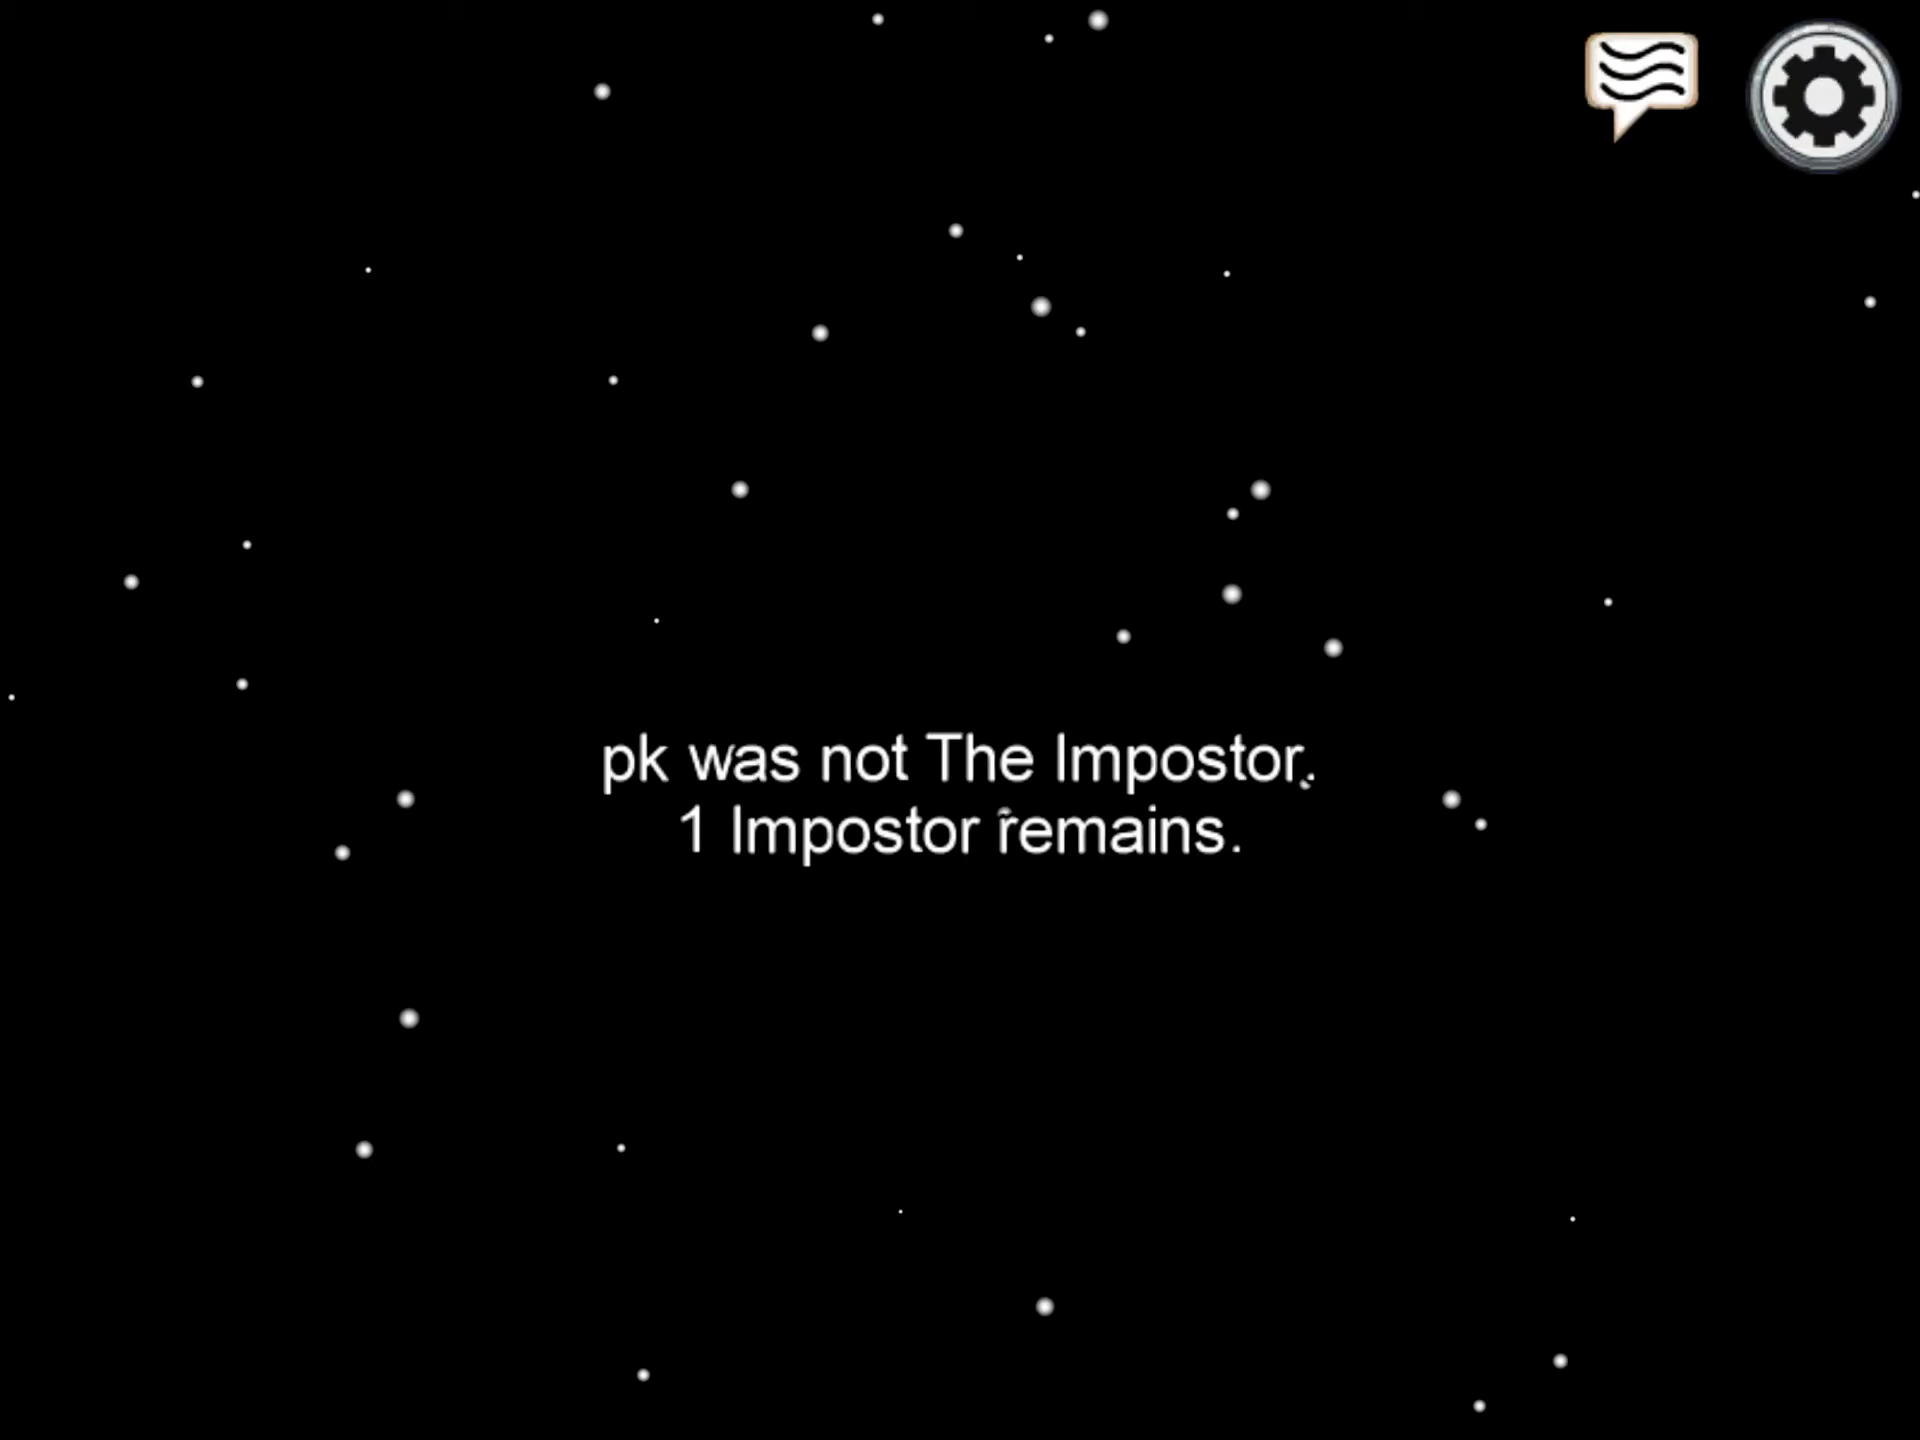 pk was not The Impostor.
1 Impostor remains.